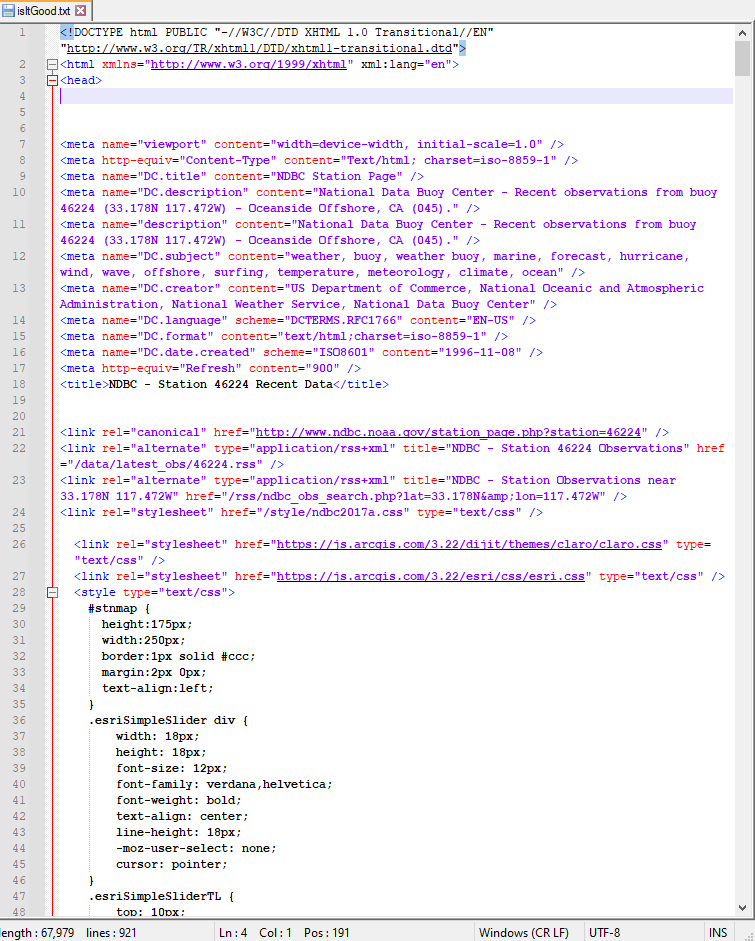 isItGood.txt
1 <!DOCTYPE html PUBLIC "-//W3C//DTD XHTML 1.0 Transitional//EN"
"http://www.w3.org/TR/xhtml1/DTD/xhtml1-transitional.dtd">
2 <html xmlns="http://www.w3.org/1999/xhtml" xml:lang="en">
3 <head>
4
5
6
7 <meta name="viewport" content="width=device-width, initial-scale=1.0" />
8 <meta http-equiv="Content-Type" content="Text/html; charset=iso-8859-1" />
9 <meta name="DC.title" content="NDBC Station Page" />
10 <meta name="DC.description" content="National Data Buoy Center - Recent observations from buoy
46224 (33.178N 117.472W) - Oceanside Offshore, CA (045)." />
11 <meta name="description" content="National Data Buoy Center - Recent observations from buoy
46224 (33.178N 117.472W) - Oceanside Offshore, CA (045)." />
12 <meta name="DC.subject" content="weather, buoy, weather buoy, marine, forecast, hurricane,
wind, wave, offshore, surfing, temperature, meteorology, climate, ocean" />
13 <meta name="DC.creator" content="US Department of Commerce, National Oceanic and Atmospheric
Administration, National Weather Service, National Data Buoy Center" />
14 <meta name="DC.language" scheme="DCTERMS.RFC1766" content="EN-US" />
15 <meta name="DC.format" content="text/html;charset=iso-8859-1" />
16 <meta name="DC.date.created" scheme="ISO8601" content="1996-11-08" />
17 <meta http-equiv="Refresh" content="900" />
18 <title>NDBC - Station 46224 Recent Data</title>
19
20
21 <link rel="canonical" href="http://www.ndbc.noaa.gov/station_page.php?station=46224" />
22 <link rel="alternate" type="application/rss+xml" title="NDBC - Station 46224 Observations" href
="/data/latest_obs/46224.rss" />
23 <link rel="alternate" type="application/rss+xml" title="NDBC - Station Observations near
33.178N 117.472W" href="/rss/ndbc_obs_search.php?lat=33.178N&amp;lon=117.472W" />
24 <link rel="stylesheet" href="/style/ndbc2017a.css" type="text/css" />
25
26 <link rel="stylesheet" href="https://js.arcgis.com/3.22/dijit/themes/claro/claro.css" type=
"text/css" />
27 <link rel="stylesheet" href="https://js.arcgis.com/3.22/esri/css/esri.css" type="text/css" />
28 <style type="text/css">
29 #stnmap {
30 height:175px;
31 width:250px;
32 border:1px solid #ccc;
33 margin:2px 0px;
34 text-align:left;
35 }
36 .esriSimpleSlider div {
37 width: 18px;
38 height: 18px;
39 font-size: 12px;
40 font-family: verdana,helvetica;
41 font-weight: bold;
42 text-align: center;
43 line-height: 18px;
44 -moz-user-select: none;
45 cursor: pointer;
46 }
47 .esriSimpleSliderTL {
48 top: 10px;
ength : 67,979 lines : 921 Ln : 4 Col : 1 Pos : 191 Windows (CR LF) UTF-8 INS